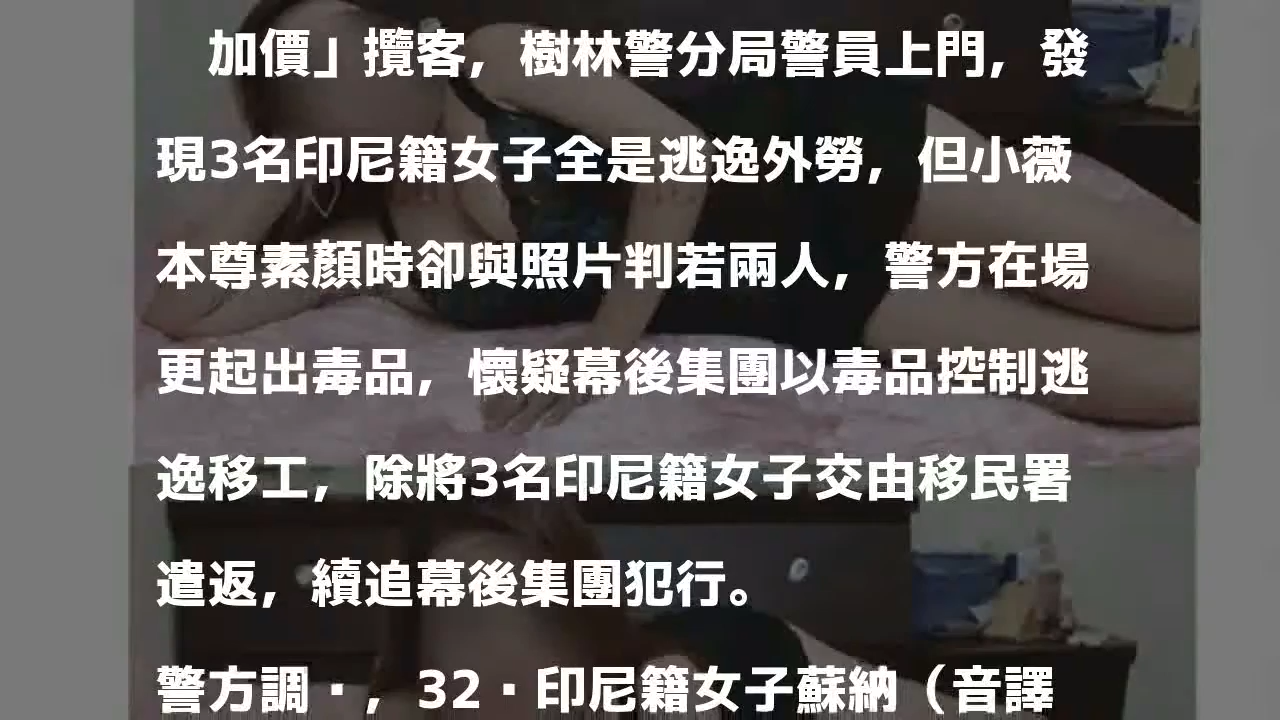 加價」攬客，樹林警分局警員上門，發
現3名印尼籍女子全是逃逸外勞，但小薇
本尊素顏時卻與照片判若兩人，警方在場
更起出毒品，懷疑幕後集團以毒品控制逃
逸移工，除將3名印尼籍女子交由移民署
遣返，續追幕後集團犯行。
警方調·，32·印尼籍女子蘇納（音譯